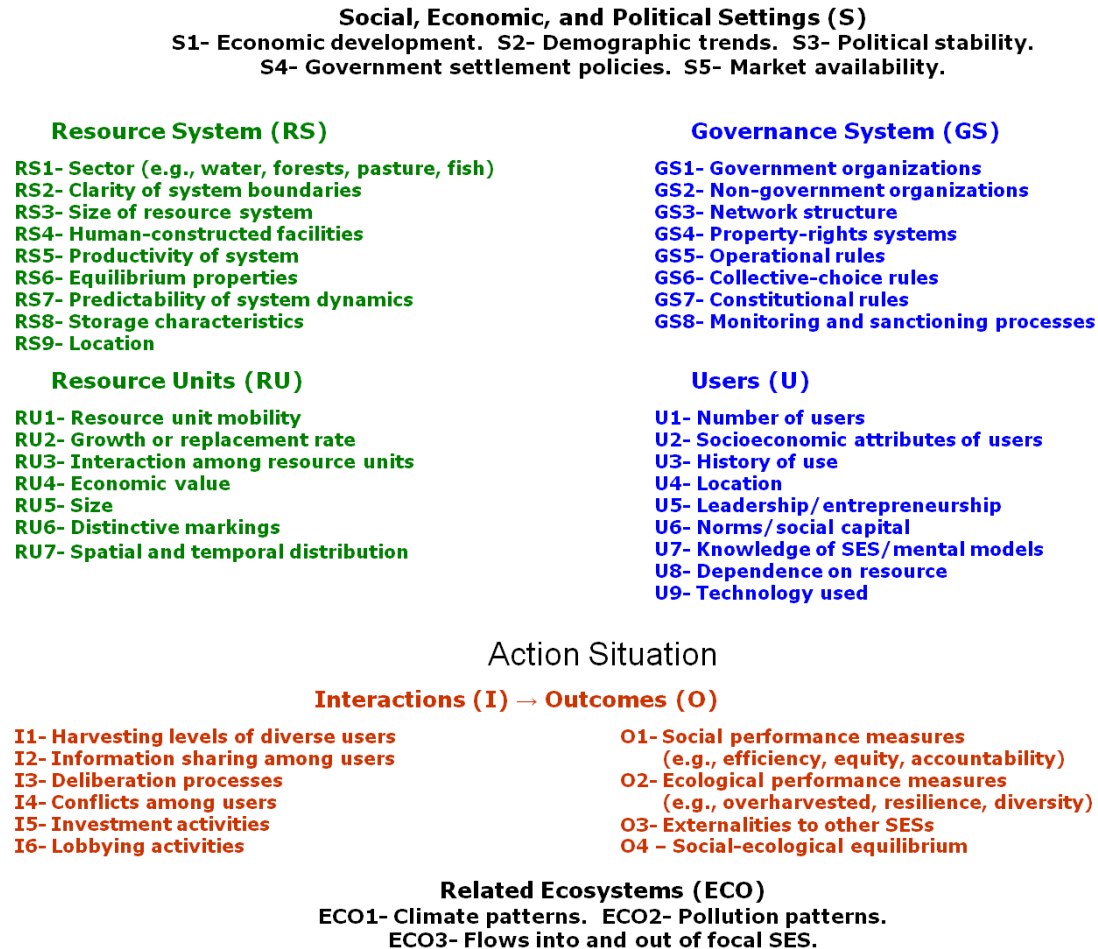 Social, Economic, and Political Settings (S)
S1- Economic development. S2- Demographic trends. S3- Political stability.
S4- Government settlement policies. S5- Market availability.
Resource System (RS)
RS1- Sector (e.g., water, forests, pasture, fish)
RS2- Clarity of system boundaries
RS3- Size of resource system
RS4- Human-constructed facilities
RS5- Productivity of system
RS6- Equilibrium properties
RS7- Predictability of system dynamics
RS8- Storage characteristics
RS9- Location
Governance System (GS)
GS1- Government organizations
GS2- Non-government organizations
GS3- Network structure
GS4- Property-rights systems
GS5- Operational rules
GS6- Collective-choice rules
GS7- Constitutional rules
GS8- Monitoring and sanctioning processes
Resource Units (RU)
RU1- Resource unit mobility
RU2- Growth or replacement rate
RU3- Interaction among resource units
RU4- Economic value
RU5- Size
RU6- Distinctive markings
RU7- Spatial and temporal distribution
Users (U)
U1- Number of users
U2- Socioeconomic attributes of users
U3- History of use
U4- Location
U5- Leadership/entrepreneurship
U6- Norms/social capital
U7- Knowledge of SES/mental models
U8- Dependence on resource
U9- Technology used
Action Situation
Interactions (I) → Outcomes (O)
I1- Harvesting levels of diverse users
I2- Information sharing among users
I3- Deliberation processes
I4- Conflicts among users
I5- Investment activities
I6- Lobbying activities
O1- Social performance measures
(e.g., efficiency, equity, accountability)
O2- Ecological performance measures
(e.g., overharvested, resilience, diversity)
O3- Externalities to other SESs
O4 – Social-ecological equilibrium
Related Ecosystems (ECO)
ECO1- Climate patterns. ECO2- Pollution patterns.
ECO3- Flows into and out of focal SES.